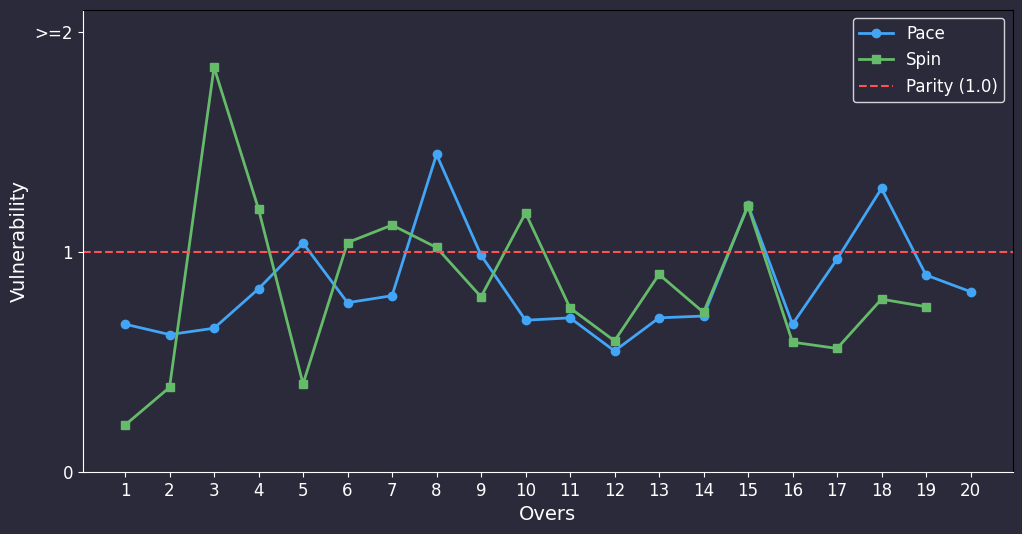 >=2
1
0
Vulnerability
Pace
Spin
Parity (1.0)
1 2 3 4 5 6 7 8 9 10 11 12 13 14 15 16 17 18 19 20
Overs